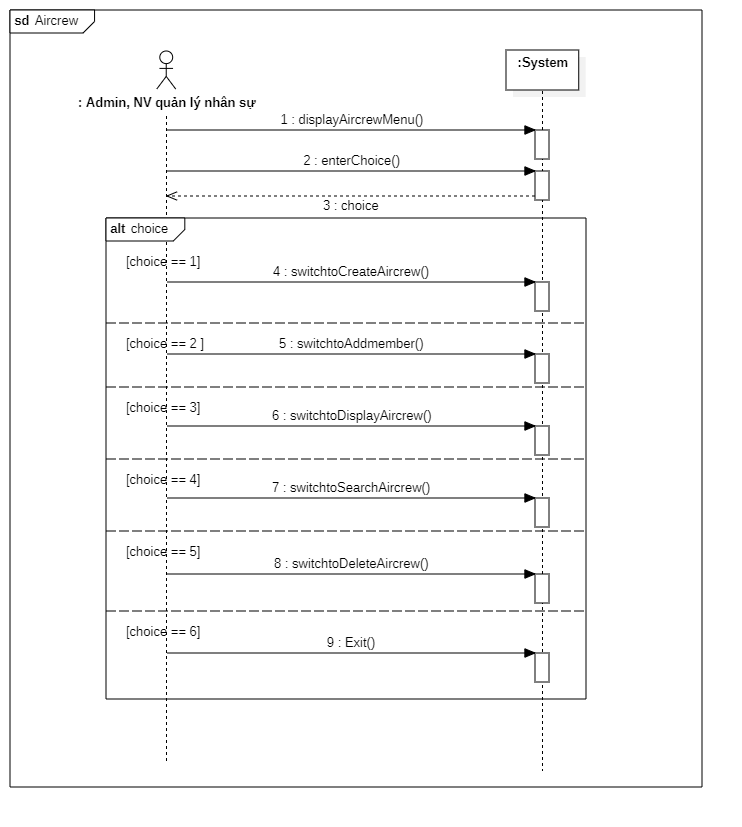 sd Aircrew
:System
: Admin, NV quản lý nhân sự
1 : displayAircrewMenu()
2 : enterChoice()
3 : choice
alt choice
[choice == 1]
4 : switchtoCreateAircrew()
[choice == 2 ]
5 : switchtoAddmember()
[choice == 3]
6 : switchtoDisplayAircrew()
[choice == 4]
7 : switchtoSearchAircrew()
[choice == 5]
8 : switchtoDeleteAircrew()
[choice == 6]
9 : Exit()